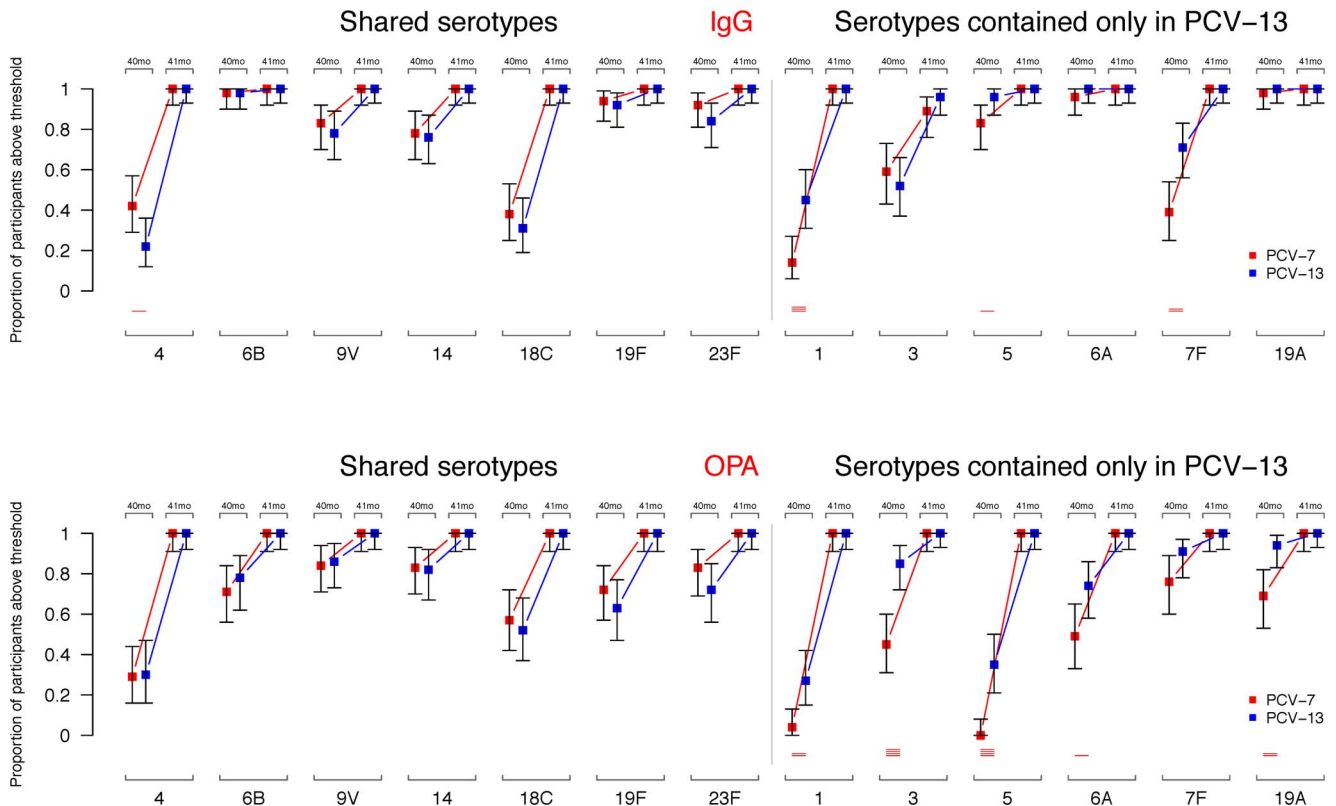 Shared serotypes IgG Serotypes contained only in PCV−13
40mo 41mo 40mo 41mo 40mo 41mo 40mo 41mo 40mo 41mo 40mo 41mo 40mo 41mo 40mo 41mo 40mo 41mo 40mo 41mo 40mo 41mo 40mo 41mo 40mo 41mo
Proportion of participants above threshold
1
0.8
0.6
0.4
0.2
0
PCV−7
PCV−13
4 6B 9V 14 18C 19F 23F 1 3 5 6A 7F 19A
Shared serotypes OPA Serotypes contained only in PCV−13
40mo 41mo 40mo 41mo 40mo 41mo 40mo 41mo 40mo 41mo 40mo 41mo 40mo 41mo 40mo 41mo 40mo 41mo 40mo 41mo 40mo 41mo 40mo 41mo 40mo 41mo
Proportion of participants above threshold
1
0.8
0.6
0.4
0.2
0
PCV−7
PCV−13
4 6B 9V 14 18C 19F 23F 1 3 5 6A 7F 19A